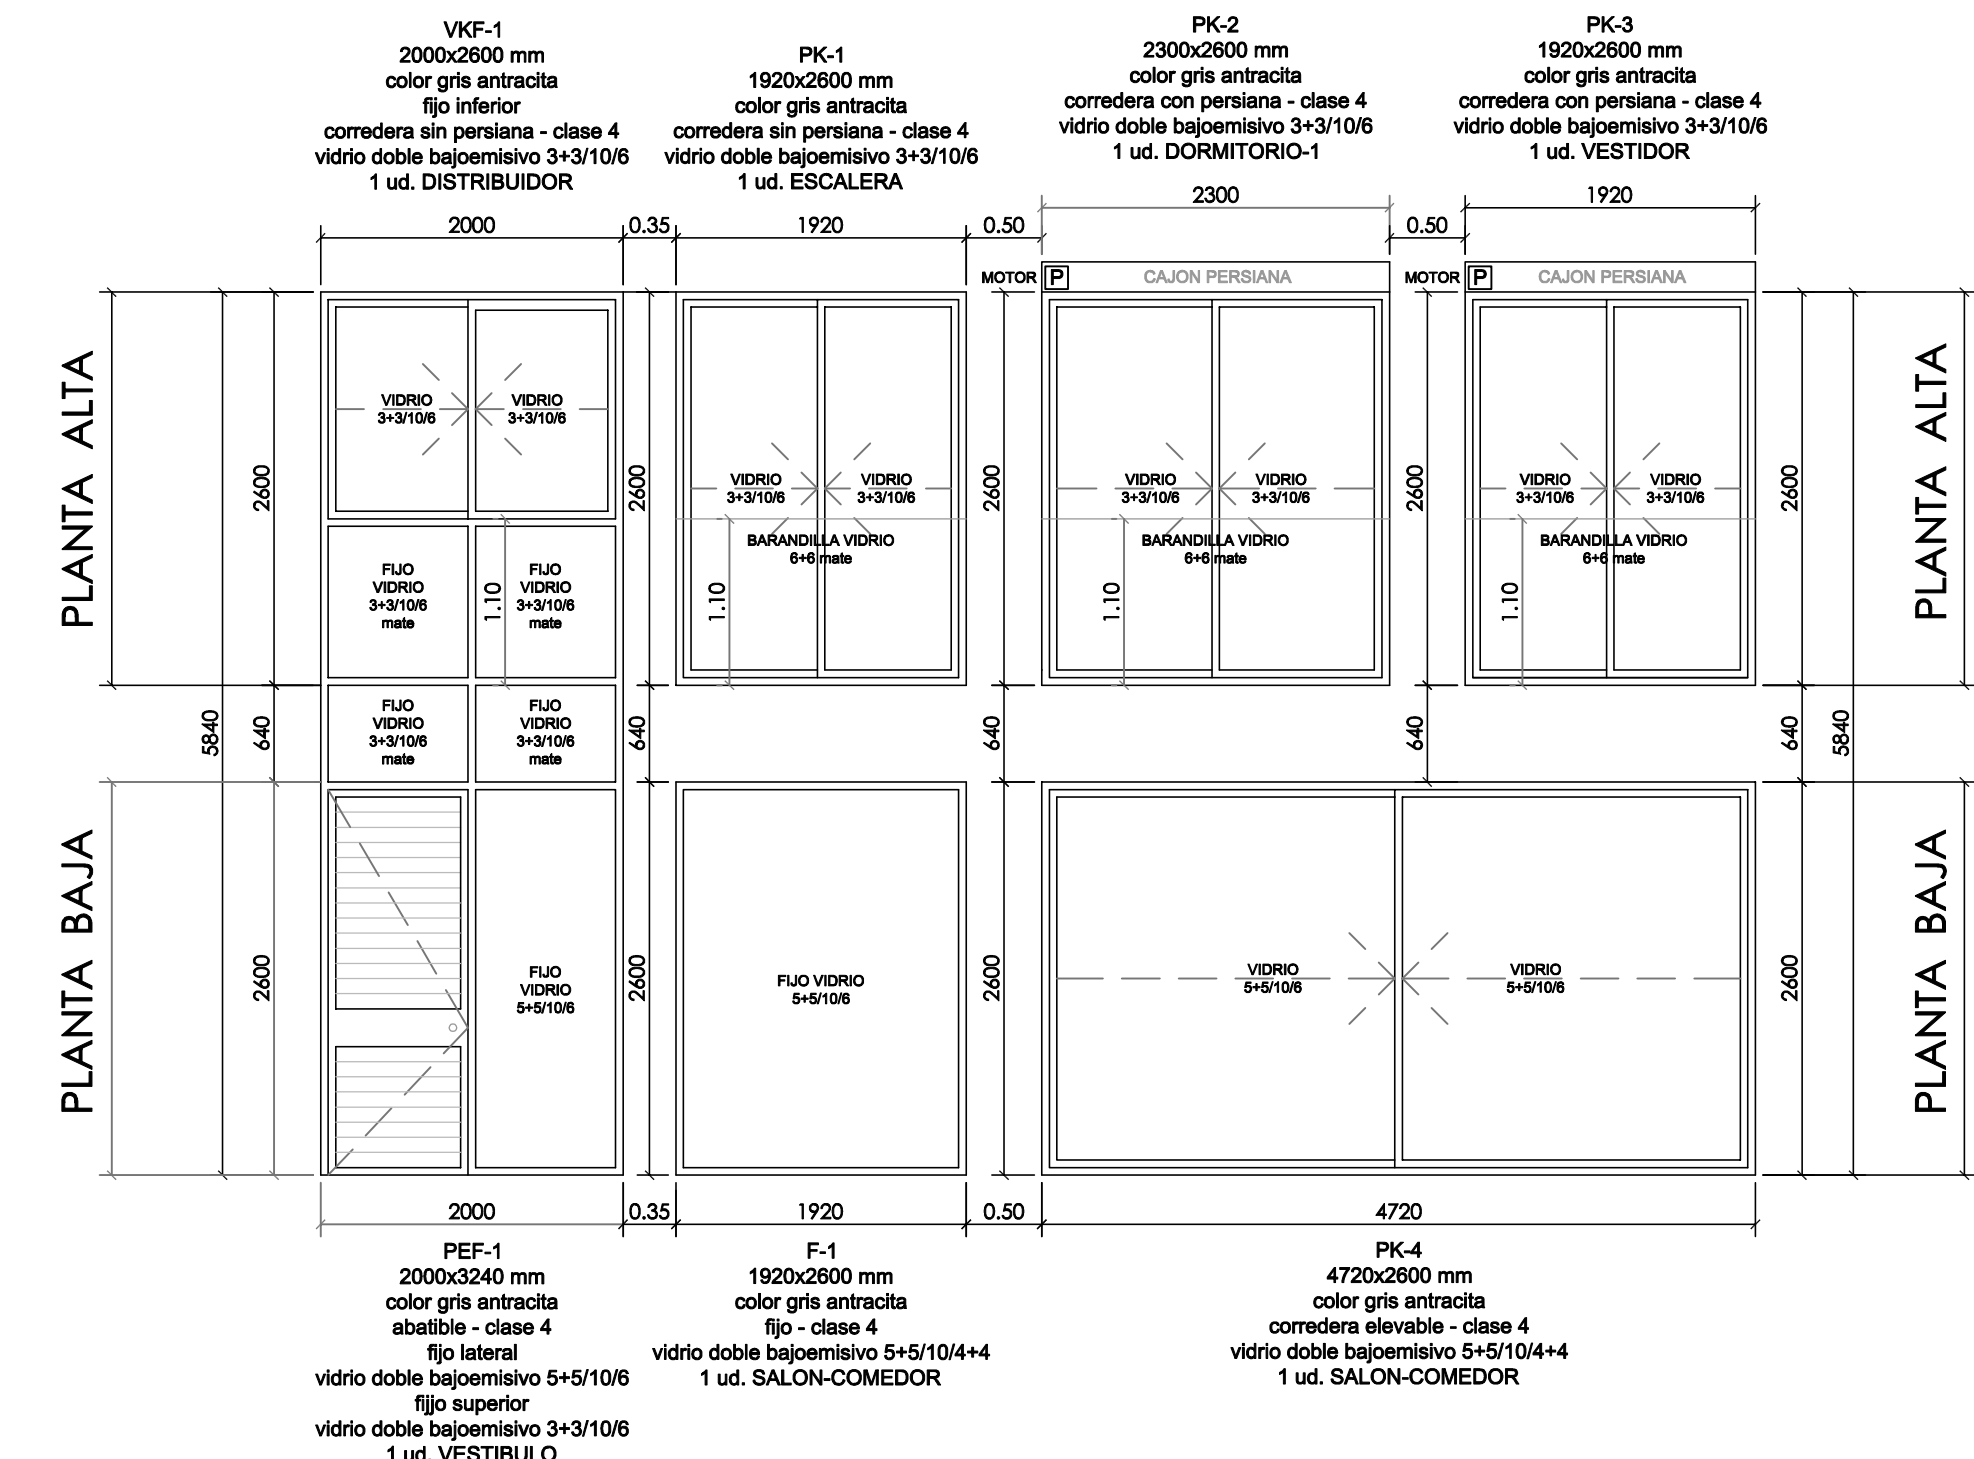 VKF-1
2000x2600 mm
color gris antracita
fijo inferior
corredera sin persiana - clase 4
vidrio doble bajoemisivo 3+3/10/6
1 ud. DISTRIBUIDOR
PK-1
1920x2600 mm
color gris antracita
corredera sin persiana - clase 4
vidrio doble bajoemisivo 3+3/10/6
1 ud. ESCALERA
PK-2
2300x2600 mm
color gris antracita
corredera con persiana - clase 4
vidrio doble bajoemisivo 3+3/10/6
1 ud. DORMITORIO-1
PK-3
1920x2600 mm
color gris antracita
corredera con persiana - clase 4
vidrio doble bajoemisivo 3+3/10/6
1 ud. VESTIDOR
2300
1920
2000
0.35
1920
0.50
0.50
MOTOR
P
CAJON PERSIANA
MOTOR
P
CAJON PERSIANA
PLANTA ALTA
5840
2600
640
VIDRIO
3+3/10/6
VIDRIO
3+3/10/6
FIJO
VIDRIO
3+3/10/6
mate
1.10
FIJO
VIDRIO
3+3/10/6
mate
FIJO
VIDRIO
3+3/10/6
mate
FIJO
VIDRIO
3+3/10/6
mate
2600
640
VIDRIO
3+3/10/6
VIDRIO
3+3/10/6
BARANDILLA VIDRIO
6+6 mate
1.10
2600
640
VIDRIO
3+3/10/6
VIDRIO
3+3/10/6
BARANDILLA VIDRIO
6+6 mate
1.10
2600
640
VIDRIO
3+3/10/6
VIDRIO
3+3/10/6
BARANDILLA VIDRIO
6+6 mate
1.10
2600
640
5840
PLANTA ALTA
PLANTA BAJA
2600
FIJO
VIDRIO
5+5/10/6
2600
FIJO VIDRIO
5+5/10/6
2600
VIDRIO
5+5/10/6
VIDRIO
5+5/10/6
2600
PLANTA BAJA
2000
0.35
1920
0.50
4720
PEF-1
2000x3240 mm
color gris antracita
abatible - clase 4
fijo lateral
vidrio doble bajoemisivo 5+5/10/6
fijjo superior
vidrio doble bajoemisivo 3+3/10/6
1 ud. VESTIBULO
F-1
1920x2600 mm
color gris antracita
fijo - clase 4
vidrio doble bajoemisivo 5+5/10/4+4
1 ud. SALON-COMEDOR
PK-4
4720x2600 mm
color gris antracita
corredera elevable - clase 4
vidrio doble bajoemisivo 5+5/10/4+4
1 ud. SALON-COMEDOR